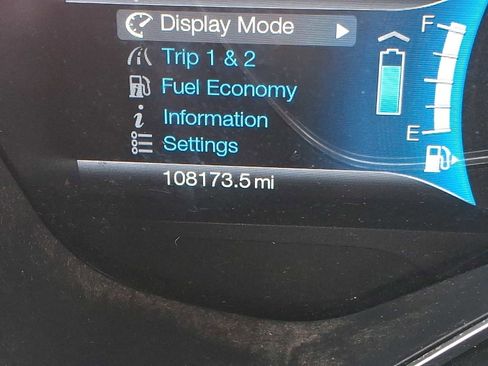 Display Mode
F
Trip 1 & 2
Fuel Economy
Information
E
Settings
108173.5 mi